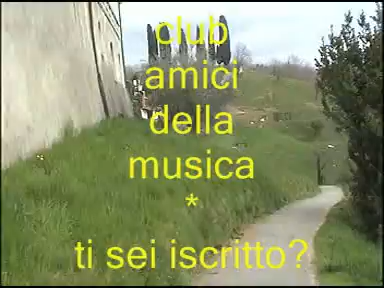 club
amici
della
musica
*
ti sei iscritto?